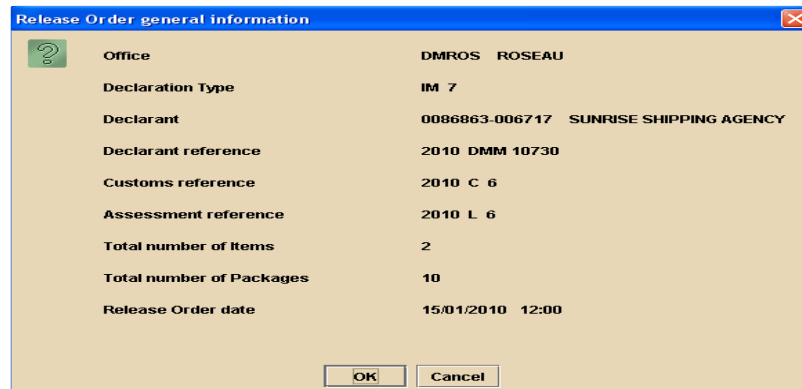 Release Order general information
Office DMROS ROSEAU
Declaration Type IM 7
Declarant 0086863-006717 SUNRISE SHIPPING AGENCY
Declarant reference 2010 DMM 10730
Customs reference 2010 C 6
Assessment reference 2010 L 6
Total number of Items 2
Total number of Packages 10
Release Order date 15/01/2010 12:00
OK Cancel